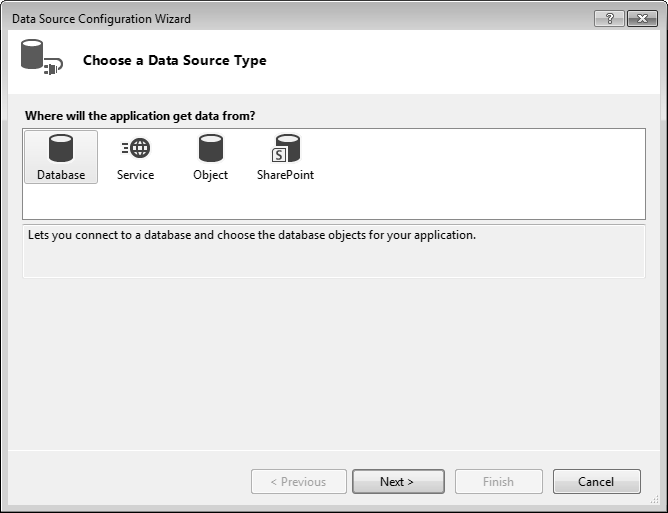 Data Source Configuration Wizard
?
Choose a Data Source Type
Where will the application get data from?
Database Service Object SharePoint
S
Lets you connect to a database and choose the database objects for your application.
< Previous Next > Finish Cancel